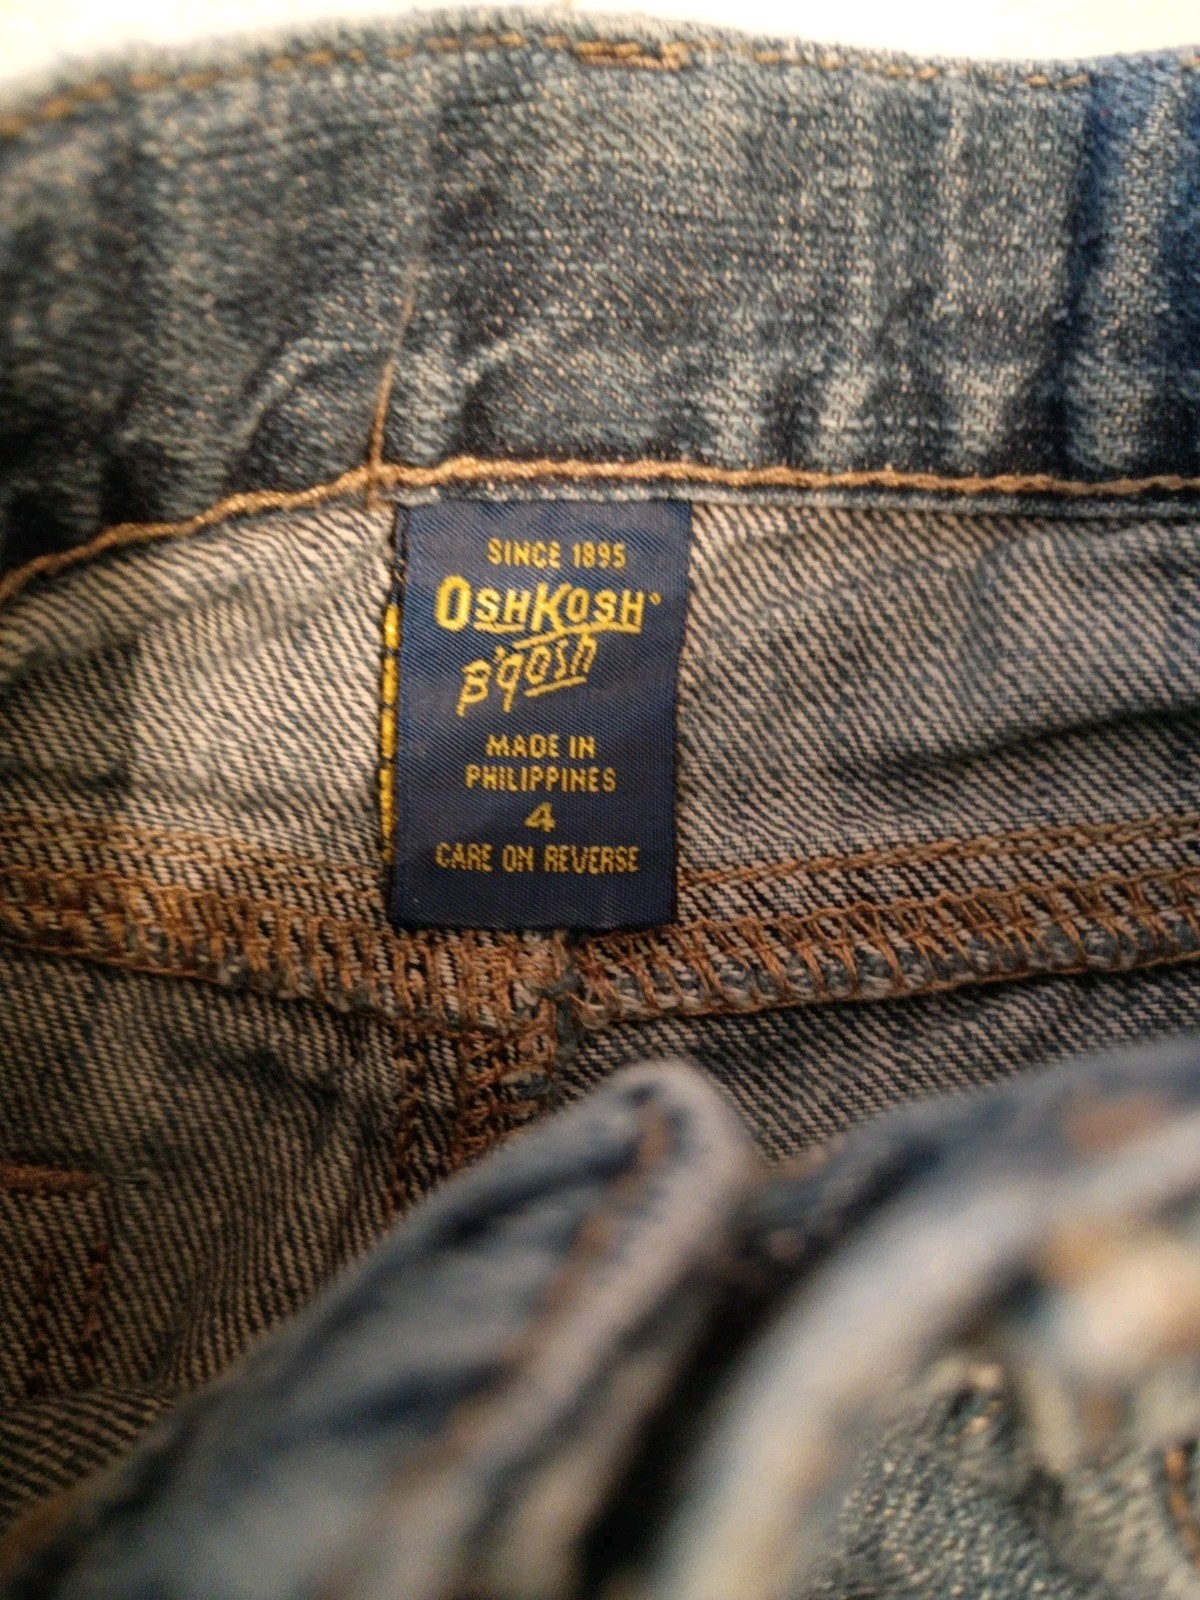 SINCE 1895
OSHKOSH
B'gosh
MADE IN
PHILIPPINES
4
CARE ON REVERSE